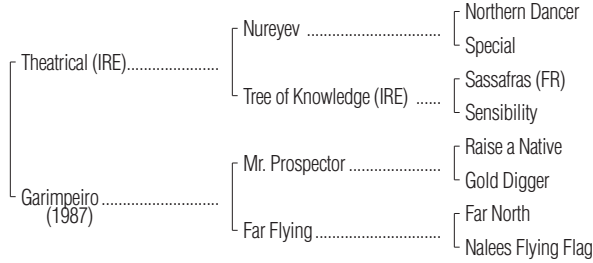 Northern Dancer
Nureyev ................................
Special
Theatrical (IRE)......................
Sassafras (FR)
Tree of Knowledge (IRE) ......
Sensibility
Raise a Native
Mr. Prospector ......................
Gold Digger
Garimpeiro ............................
(1987)
Far North
Far Flying ..............................
Nalees Flying Flag